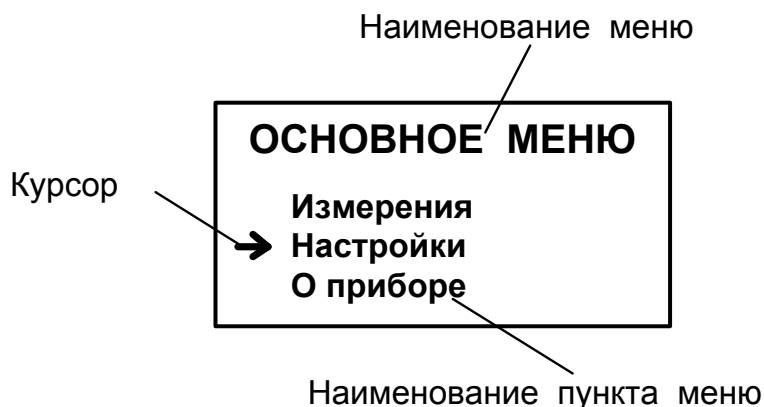 Наименование меню
ОСНОВНОЕ МЕНЮ
Курсор
Измерения
Настройки
О приборе
Наименование пункта меню